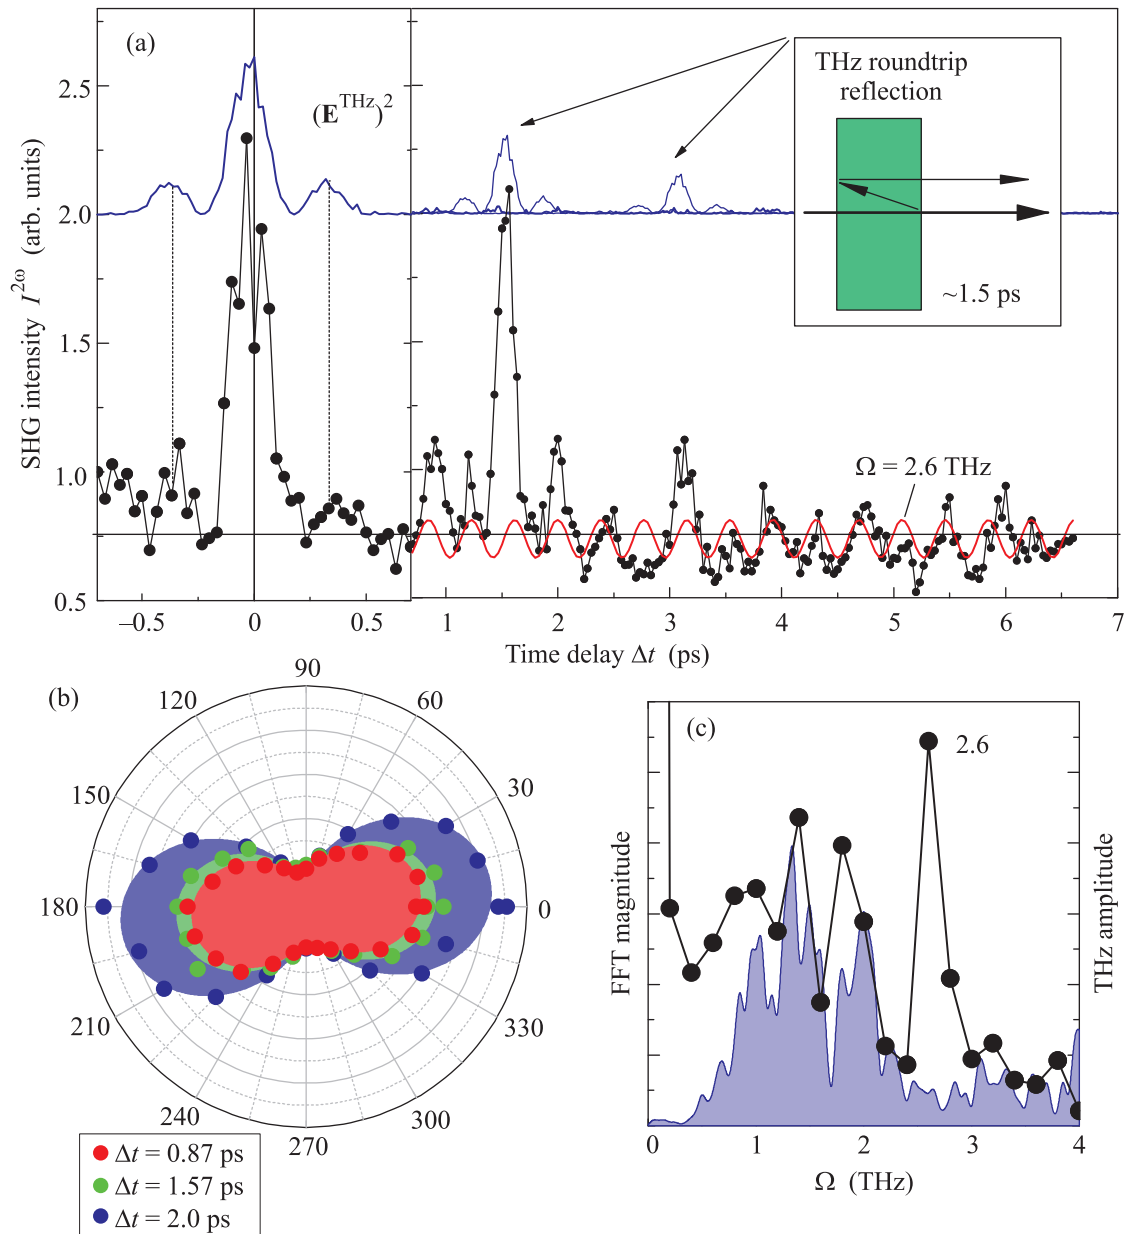 (a)
(E^THz)^2
THz roundtrip
reflection
~1.5 ps
Ω = 2.6 THz
SHG intensity I^2ω (arb. units)
2.5
2.0
1.5
1.0
0.5
–0.5 0 0.5 1 2 3 4 5 6 7
Time delay Δt (ps)
(b)
90
120 60
150 30
180 0
210 330
240 300
270
Δt = 0.87 ps
Δt = 1.57 ps
Δt = 2.0 ps
(c)
2.6
FFT magnitude
THz amplitude
0 1 2 3 4
Ω (THz)